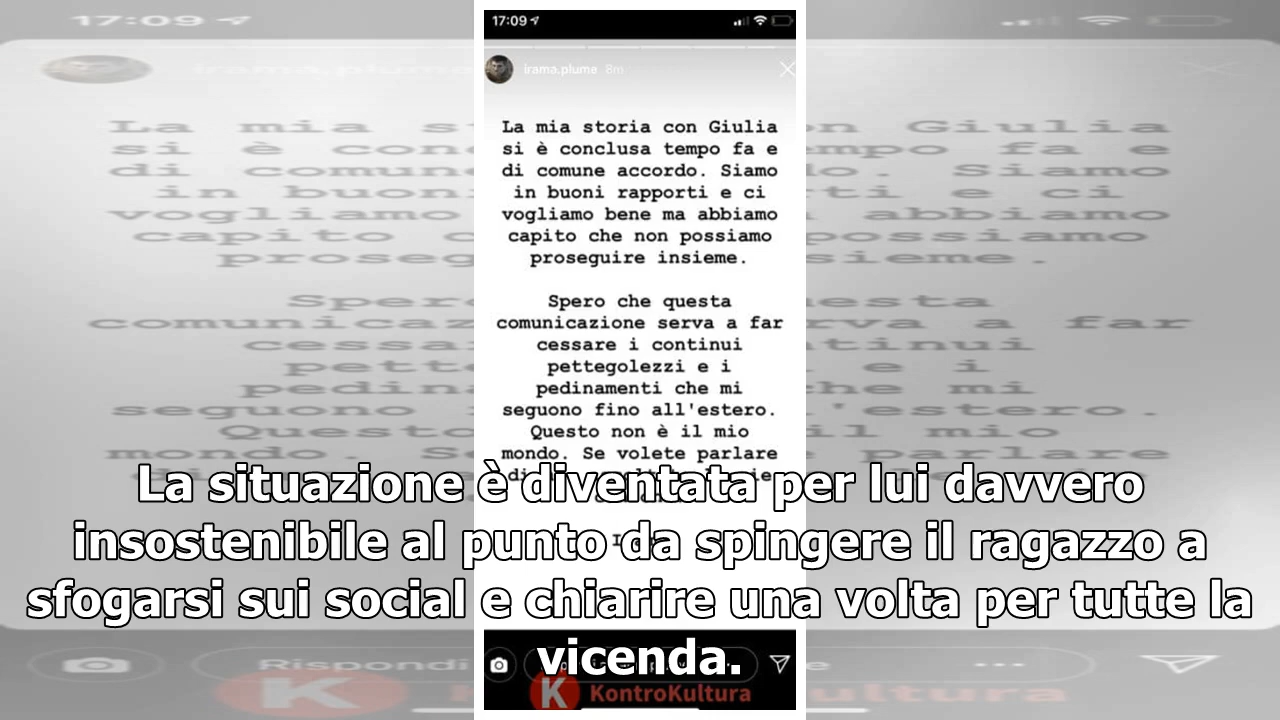 17:09
irama.plume 8m
La mia storia con Giulia
si è conclusa tempo fa e
di comune accordo. Siamo
in buoni rapporti e ci
vogliamo bene ma abbiamo
capito che non possiamo
proseguire insieme.
Spero che questa
comunicazione serva a far
cessare i continui
pettegolezzi e i
pedinamenti che mi
seguono fino all'estero.
Questo non è il mio
mondo. Se volete parlare
La situazione è diventata per lui davvero
insostenibile al punto da spingere il ragazzo a
sfogarsi sui social e chiarire una volta per tutte la
vicenda.
K KontroKultura